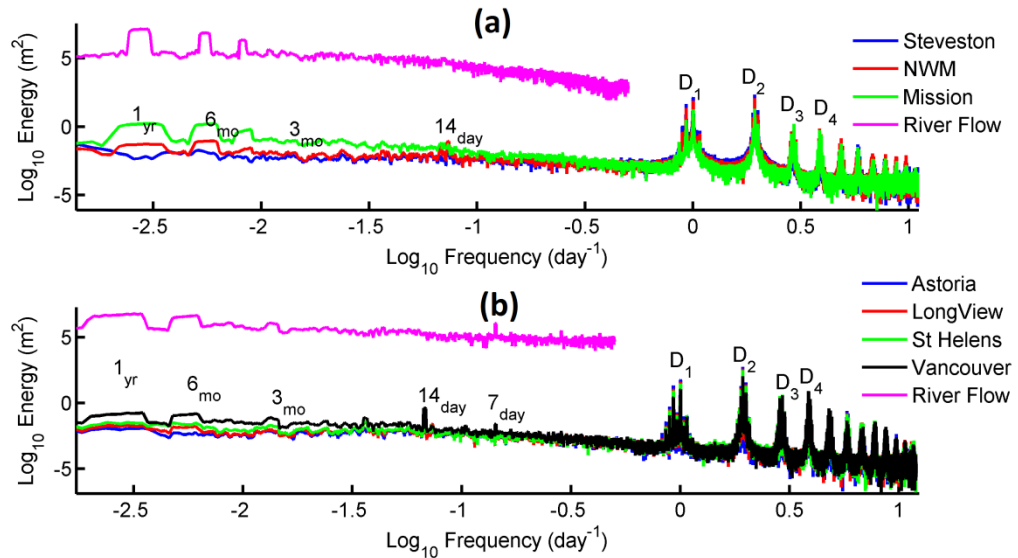 (a)
Log10 Energy (m2)
5
0
-5
1yr
6mo
3mo
14day
D1
D2
D3
D4
Steveston
NWM
Mission
River Flow
-2.5 -2 -1.5 -1 -0.5 0 0.5 1
Log10 Frequency (day-1)
(b)
Log10 Energy (m2)
5
0
-5
1yr
6mo
3mo
14day
7day
D1
D2
D3
D4
Astoria
LongView
St Helens
Vancouver
River Flow
-2.5 -2 -1.5 -1 -0.5 0 0.5 1
Log10 Frequency (day-1)